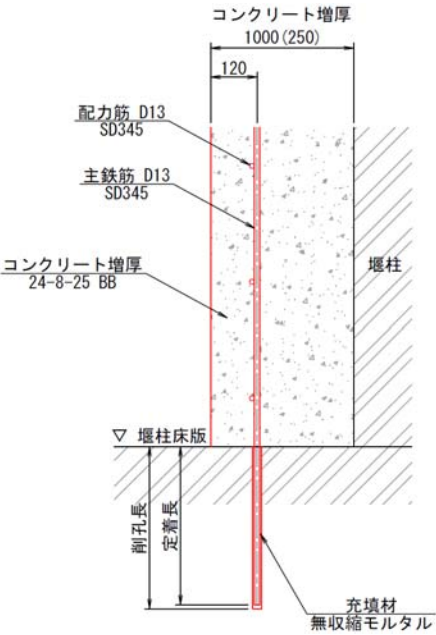 コンクリート増厚
1000(250)
120
配力筋 D13
SD345
主鉄筋 D13
SD345
コンクリート増厚
24-8-25 BB
堰柱
▽ 堰柱床版
削孔長
定着長
充填材
無収縮モルタル